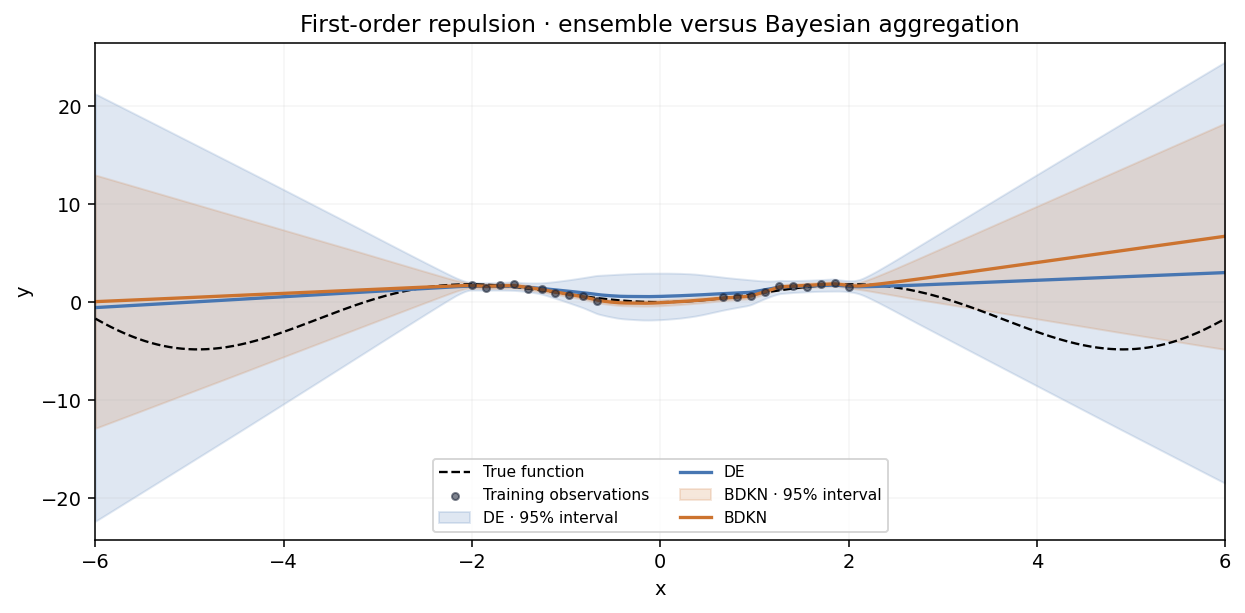 First-order repulsion · ensemble versus Bayesian aggregation
y
20
10
0
−10
−20
True function
Training observations
DE · 95% interval
DE
BDKN · 95% interval
BDKN
−6 −4 −2 0 2 4 6
x